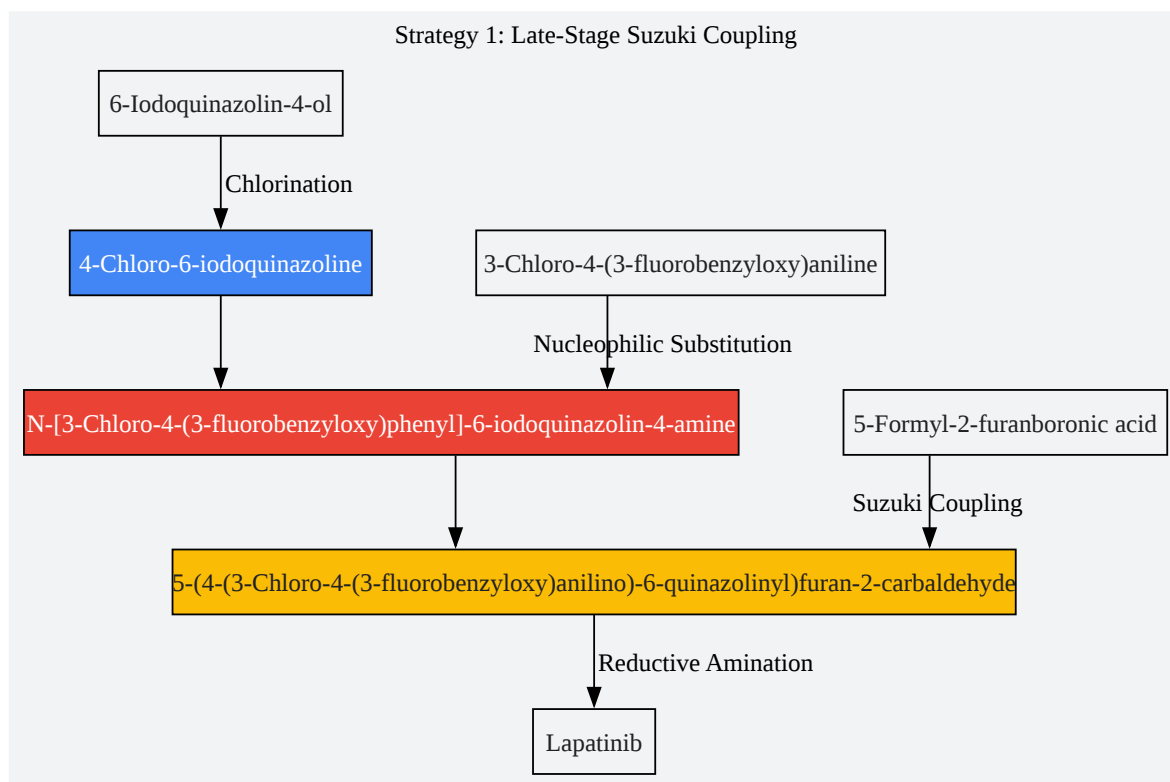 Strategy 1: Late-Stage Suzuki Coupling
6-Iodoquinazolin-4-ol
Chlorination
4-Chloro-6-iodoquinazoline
3-Chloro-4-(3-fluorobenzyloxy)aniline
Nucleophilic Substitution
N-[3-Chloro-4-(3-fluorobenzyloxy)phenyl]-6-iodoquinazolin-4-amine
5-Formyl-2-furanboronic acid
Suzuki Coupling
5-(4-(3-Chloro-4-(3-fluorobenzyloxy)anilino)-6-quinazolinyl)furan-2-carbaldehyde
Reductive Amination
Lapatinib